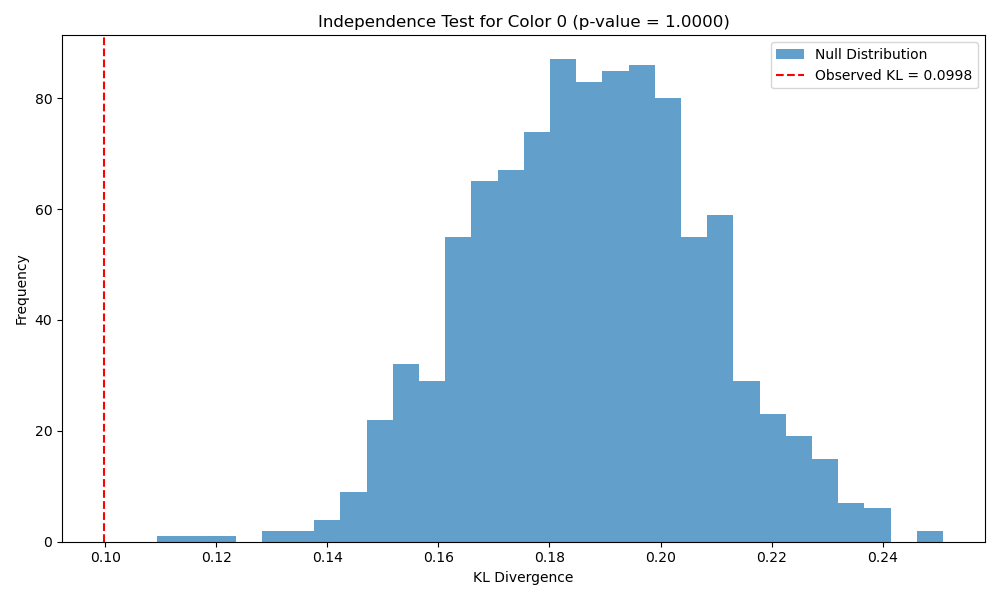 Independence Test for Color 0 (p-value = 1.0000)
Null Distribution
Observed KL = 0.0998
Frequency
80
60
40
20
0
0.10 0.12 0.14 0.16 0.18 0.20 0.22 0.24
KL Divergence